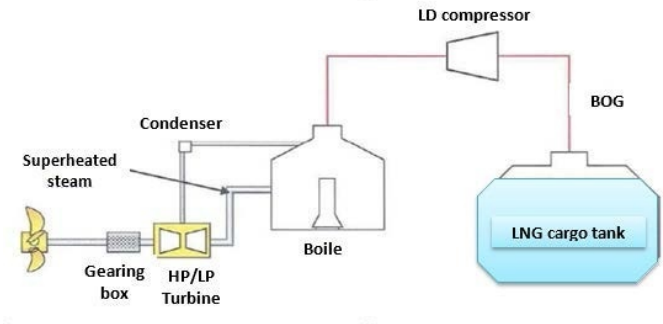 LD compressor
BOG
Condenser
Superheated
steam
LNG cargo tank
Boile
Gearing
box
HP/LP
Turbine